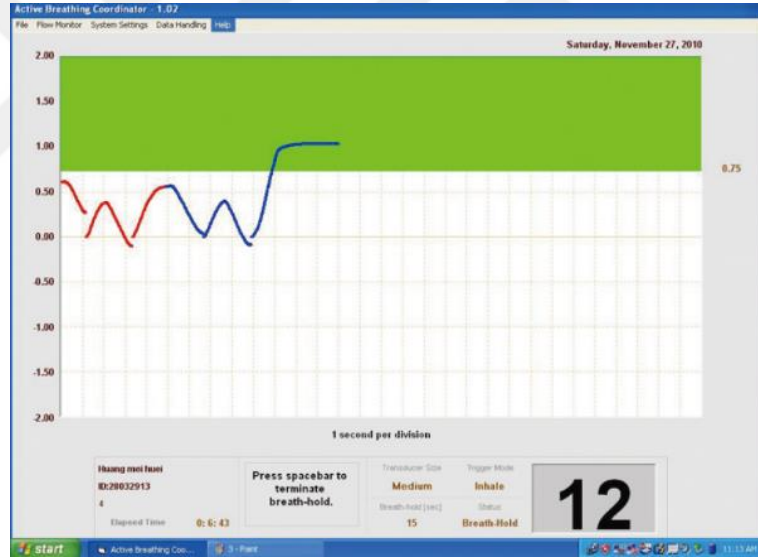 Active Breathing Coordinator - 1.02
File Flow Monitor System Settings Data Handling Help
Saturday, November 27, 2010
2.00
1.50
1.00
0.75
0.50
0.00
-0.50
-1.00
-1.50
-2.00
1 second per division
Huang mei huei
ID:28032913
4
Elapsed Time 0: 6: 43
Press spacebar to
terminate
breath-hold.
Transducer Size Trigger Mode
Medium Inhale
Breath-hold [sec] Status
15 Breath-Hold
12
start Active Breathing Coo... 3 - Paint 11:13 AM